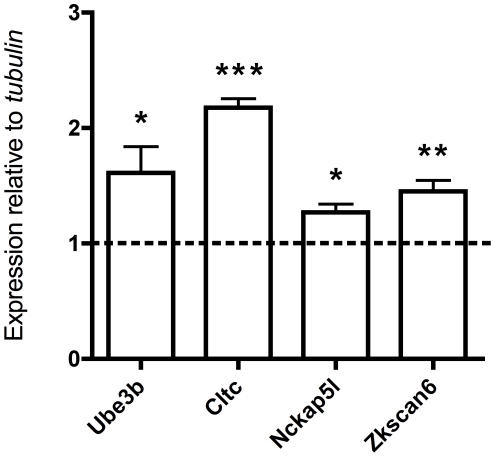 Expression relative to tubulin
3
2
1
0
*
***
*
**
Ube3b
Cltc
Nckap5l
Zkscan6